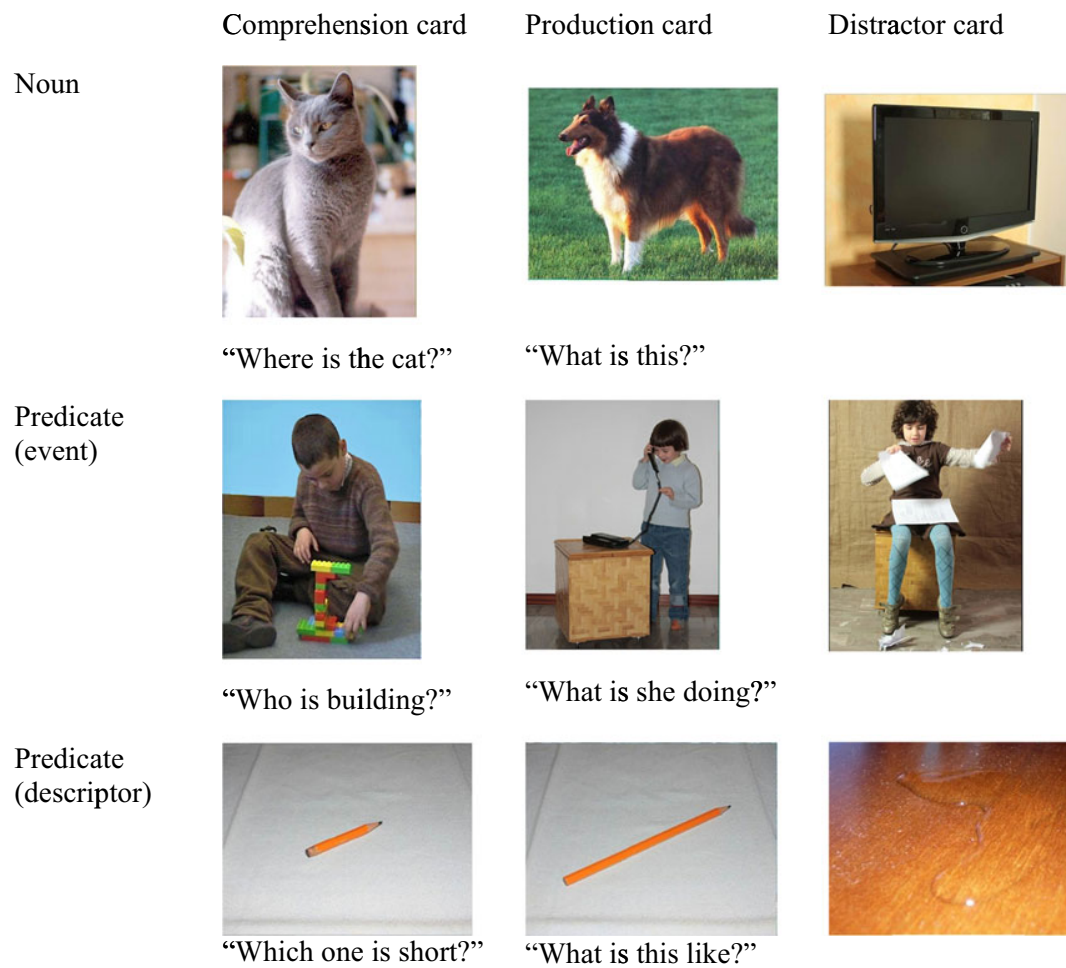 Comprehension card Production card Distractor card
Noun
“Where is the cat?” “What is this?”
Predicate
(event)
“Who is building?” “What is she doing?”
Predicate
(descriptor)
“Which one is short?” “What is this like?”